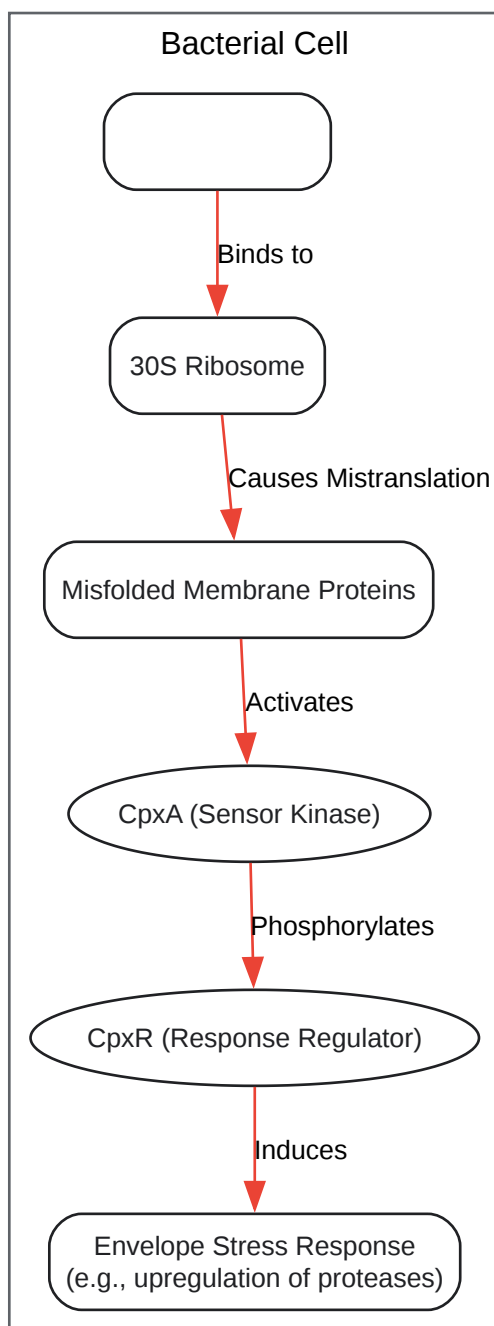 Bacterial Cell
Binds to
30S Ribosome
Causes Mistranslation
Misfolded Membrane Proteins
Activates
CpxA (Sensor Kinase)
Phosphorylates
CpxR (Response Regulator)
Induces
Envelope Stress Response
(e.g., upregulation of proteases)